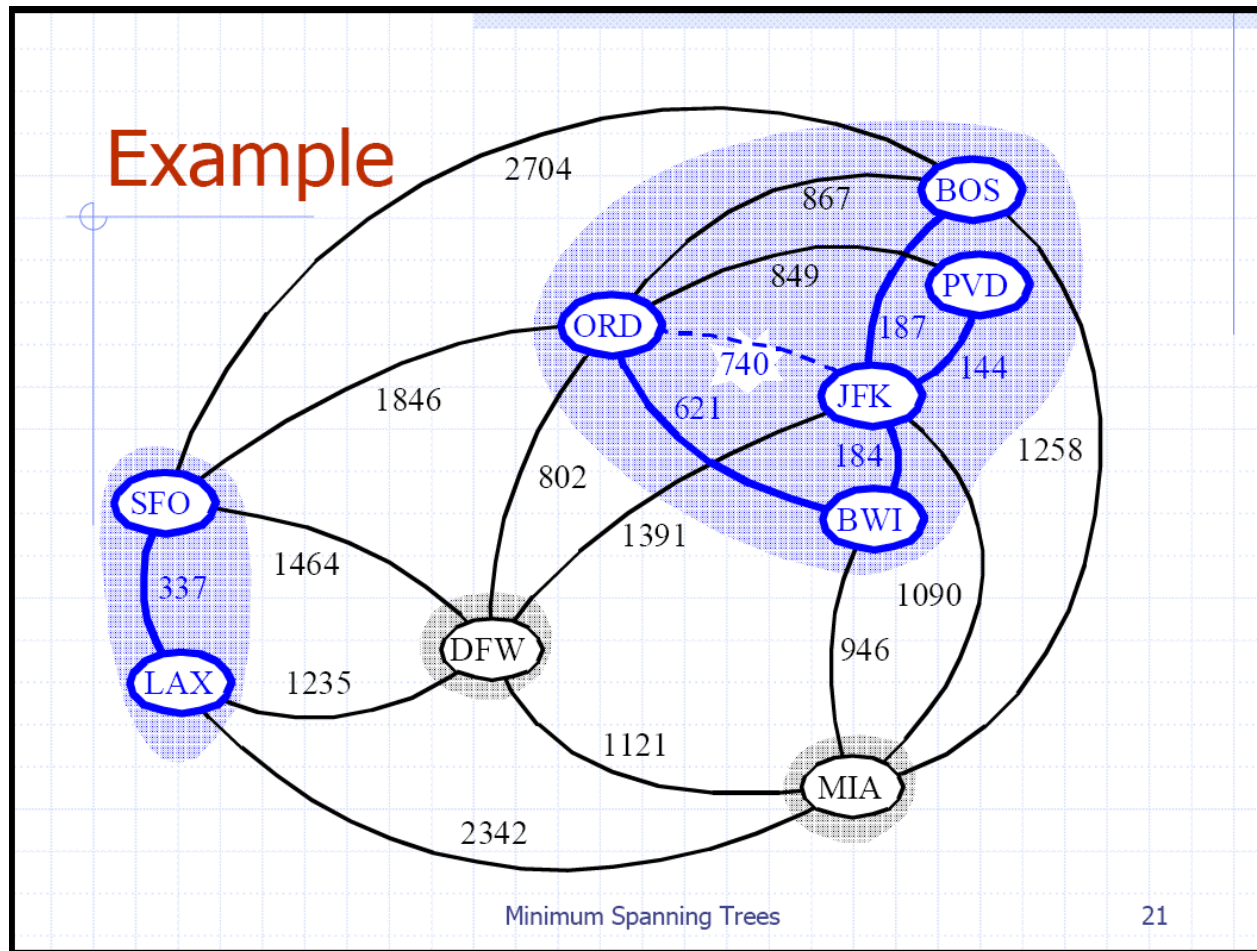 Example
2704
867
BOS
849
PVD
ORD
187
740
144
JFK
1846
621
184
1258
802
SFO
BWI
1391
1464
337
1090
DFW
946
LAX
1235
1121
MIA
2342
Minimum Spanning Trees
21